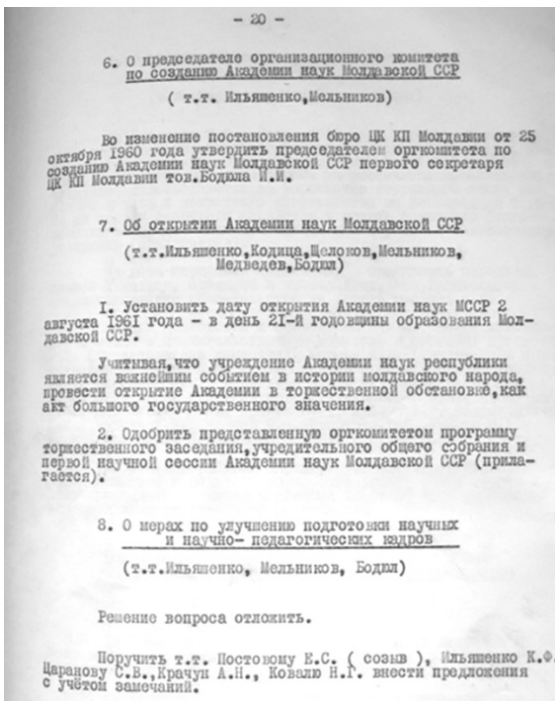 - 20 -
6. О председателе организационного комитета
по созданию Академии наук Молдавской ССР
( т.т. Ильяшенко,Мельников)
Во изменение постановления бюро ЦК КП Молдавии от 25
октября 1960 года утвердить председателем оргкомитета по
созданию Академии наук Молдавской ССР первого секретаря
ЦК КП Молдавии тов.Бодюла И.И.
7. Об открытии Академии наук Молдавской ССР
(т.т.Ильяшенко,Кодица,Щелоков,Мельников,
Медведев,Бодюл)
I. Установить дату открытия Академии наук МССР 2
августа 1961 года – в день 21-й годовщины образования Мол-
давской ССР.
Учитывая,что учреждение Академии наук республики
является важнейшим событием в истории молдавского народа,
провести открытие Академии в торжественной обстановке,как
акт большого государственного значения.
2. Одобрить представленную оргкомитетом программу
торжественного заседания,учредительного общего собрания и
первой научной сессии Академии наук Молдавской ССР (прила-
гается).
8. О мерах по улучшению подготовки научных
и научно- педагогических кадров
(т.т.Ильяшенко, Мельников, Бодюл)
Решение вопроса отложить.
Поручить т.т. Постовому Е.С. ( созыв ), Ильяшенко К.Ф.
Царанову С.В.,Крачун А.Н., Ковалю Н.Г. внести предложения
с учётом замечаний.